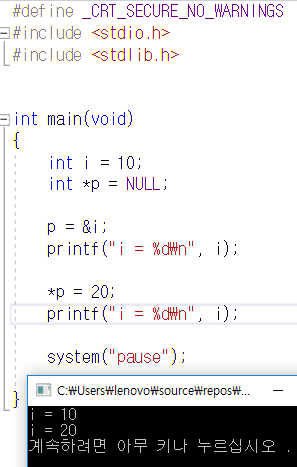 #define _CRT_SECURE_NO_WARNINGS
#include <stdio.h>
#include <stdlib.h>
int main(void)
{
int i = 10;
int *p = NULL;
p = &i;
printf("i = %d₩n", i);
*p = 20;
printf("i = %d₩n", i);
system("pause");
}
C:₩Users₩lenovo₩source₩repos₩...
i = 10
i = 20
계속하려면 아무 키나 누르십시오 .